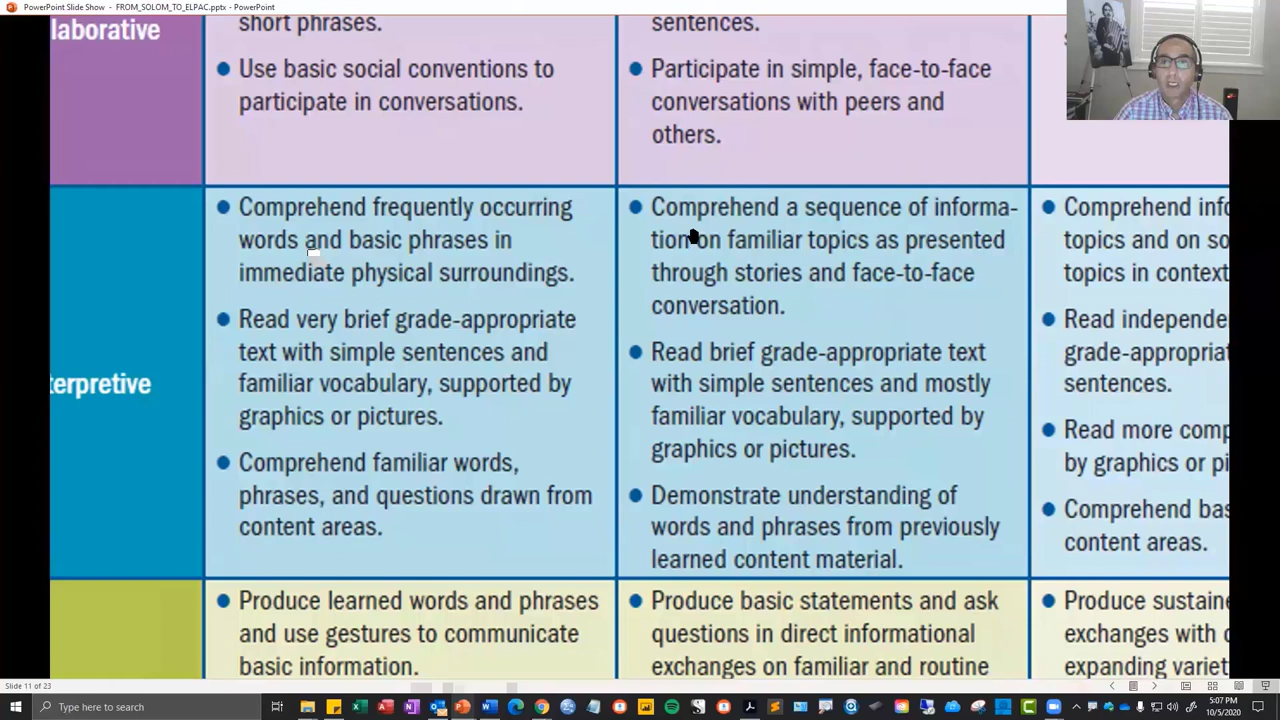 PowerPoint Slide Show - FROM_SOLOM_TO_ELPAC.pptx - PowerPoint
laborative
short phrases.
Use basic social conventions to
participate in conversations.
sentences.
Participate in simple, face-to-face
conversations with peers and
others.
terpretive
Comprehend frequently occurring
words and basic phrases in
immediate physical surroundings.
Read very brief grade-appropriate
text with simple sentences and
familiar vocabulary, supported by
graphics or pictures.
Comprehend familiar words,
phrases, and questions drawn from
content areas.
Comprehend a sequence of informa-
tion on familiar topics as presented
through stories and face-to-face
conversation.
Read brief grade-appropriate text
with simple sentences and mostly
familiar vocabulary, supported by
graphics or pictures.
Demonstrate understanding of
words and phrases from previously
learned content material.
Comprehend info
topics and on so
topics in context
Read independe
grade-appropriat
sentences.
Read more comp
by graphics or pi
Comprehend bas
content areas.
Produce learned words and phrases
and use gestures to communicate
basic information.
Produce basic statements and ask
questions in direct informational
exchanges on familiar and routine
Produce sustaine
exchanges with
expanding variet
Slide 11 of 23
Type here to search
5:07 PM
10/5/2020